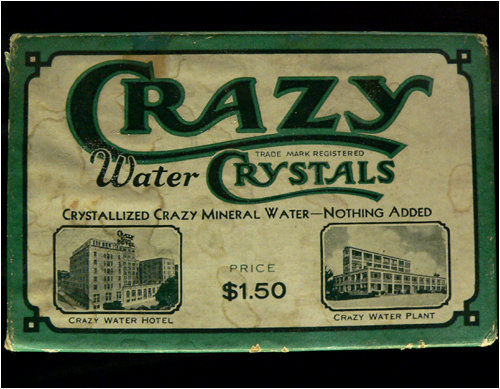 CRAZY
TRADE MARK REGISTERED
Water CRYSTALS
CRYSTALLIZED CRAZY MINERAL WATER—NOTHING ADDED
PRICE
$1.50
CRAZY WATER HOTEL
CRAZY WATER PLANT